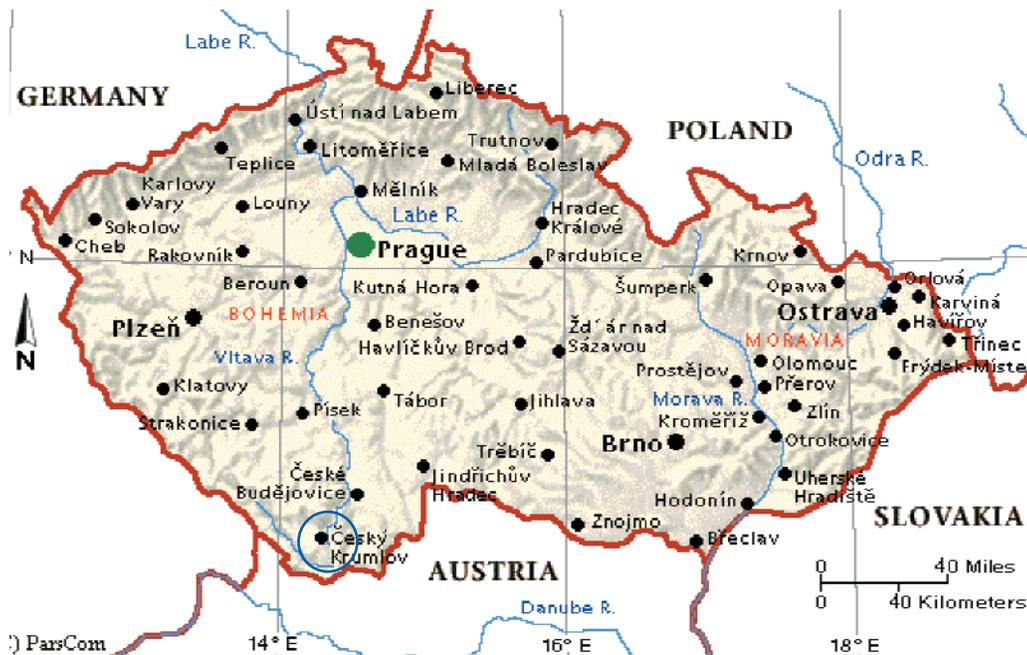 Labe R.
GERMANY
Liberec
Ústí nad Labem
POLAND
Trutnov
Litoměřice
Teplice
Mladá Boleslav
Odra R.
Karlovy
Vary
Mělník
Louny
Labe R.
Hradec
Králové
Sokolov
Cheb
Prague
Rakovník
Pardubice
Krnov
N
Beroun
Kutná Hora
Šumperk
Opava
Orlová
Karviná
Ostrava
BOHEMIA
Plzeň
Benešov
Havířov
Žd'ár nad
Sázavou
Havlíčkův Brod
MORAVIA
Třinec
N
Vltava R.
Olomouc
Frýdek-Míste
Prostějov
Přerov
Klatovy
Tábor
Jihlava
Morava R.
Zlín
Písek
Kroměříž
Strakonice
Brno
Otrokovice
Třebíč
České
Budějovice
Jindřichův
Hradec
Uherské
Hradiště
Hodonín
Znojmo
SLOVAKIA
Český
Krumlov
Břeclav
AUSTRIA
0 40 Miles
0 40 Kilometers
Danube R.
) ParsCom
14°E 16°E 18°E